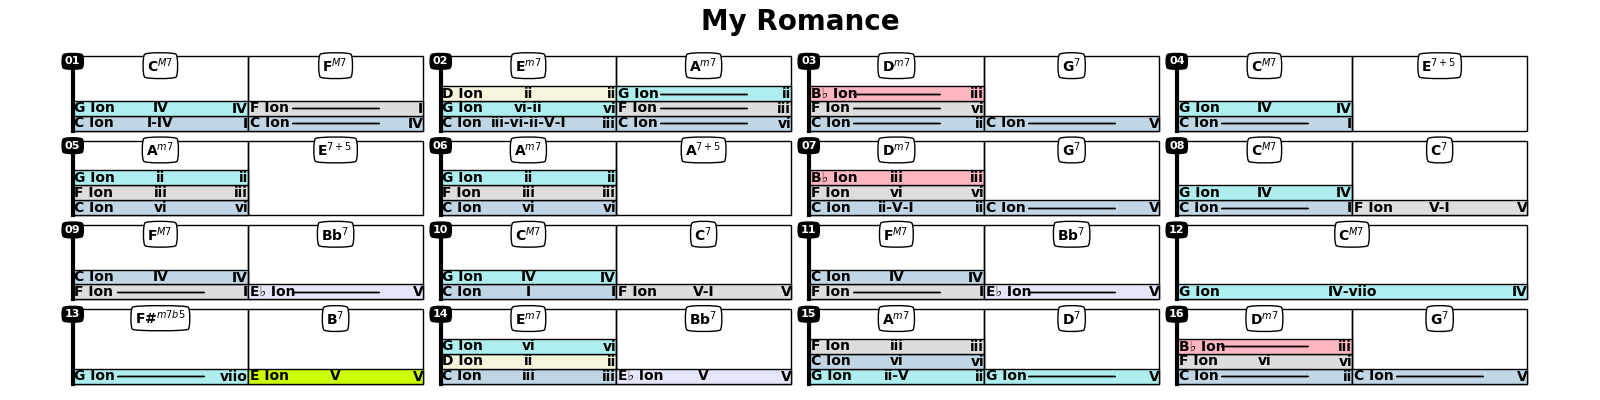 My Romance
01 C^M7 F^M7 02 E^m7 A^m7 03 D^m7 G^7 04 C^M7 E^7+5
D Ion ii ii G Ion ii B♭ Ion iii
G Ion IV IV F Ion I G Ion vi-ii vi F Ion iii F Ion vi G Ion IV IV
C Ion I-IV I C Ion IV C Ion iii-vi-ii-V-I iii C Ion vi C Ion ii C Ion V C Ion I
05 A^m7 E^7+5 06 A^m7 A^7+5 07 D^m7 G^7 08 C^M7 C^7
G Ion ii ii G Ion ii ii B♭ Ion iii iii
F Ion iii iii F Ion iii iii F Ion vi vi G Ion IV IV
C Ion vi vi C Ion vi vi C Ion ii-V-I ii C Ion V C Ion I F Ion V-I V
09 F^M7 Bb^7 10 C^M7 C^7 11 F^M7 Bb^7 12 C^M7
C Ion IV IV G Ion IV IV C Ion IV IV
F Ion I E♭ Ion V C Ion I I F Ion V-I V F Ion I E♭ Ion V G Ion IV-viio IV
13 F#^m7b5 B^7 14 E^m7 Bb^7 15 A^m7 D^7 16 D^m7 G^7
G Ion vi vi F Ion iii iii B♭ Ion iii
D Ion ii ii C Ion vi vi F Ion vi vi
G Ion viio E Ion V V C Ion iii iii E♭ Ion V V G Ion ii-V ii G Ion V C Ion ii C Ion V